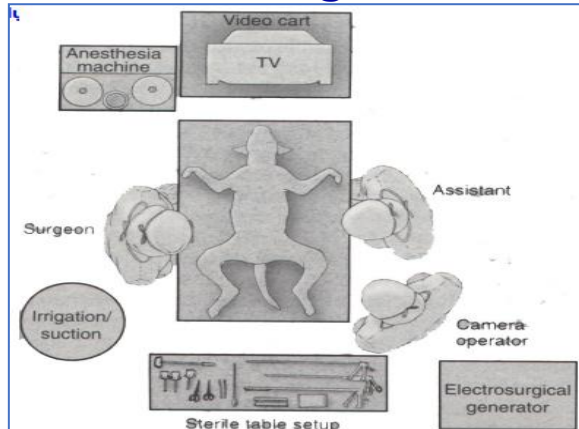 Video cart
TV
Anesthesia
machine
Surgeon
Assistant
Irrigation/
suction
Camera
operator
Electrosurgical
generator
Sterile table setup